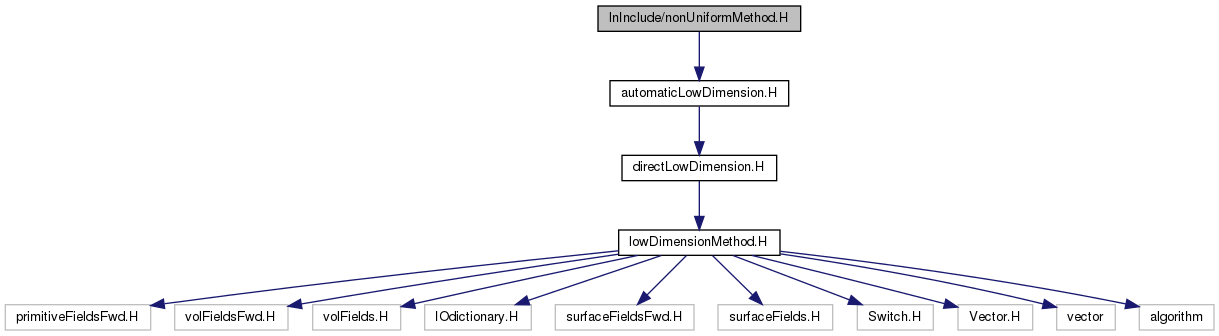 lnInclude/nonUniformMethod.H
automaticLowDimension.H
directLowDimension.H
lowDimensionMethod.H
primitiveFieldsFwd.H
volFieldsFwd.H
volFields.H
IOdictionary.H
surfaceFieldsFwd.H
surfaceFields.H
Switch.H
Vector.H
vector
algorithm